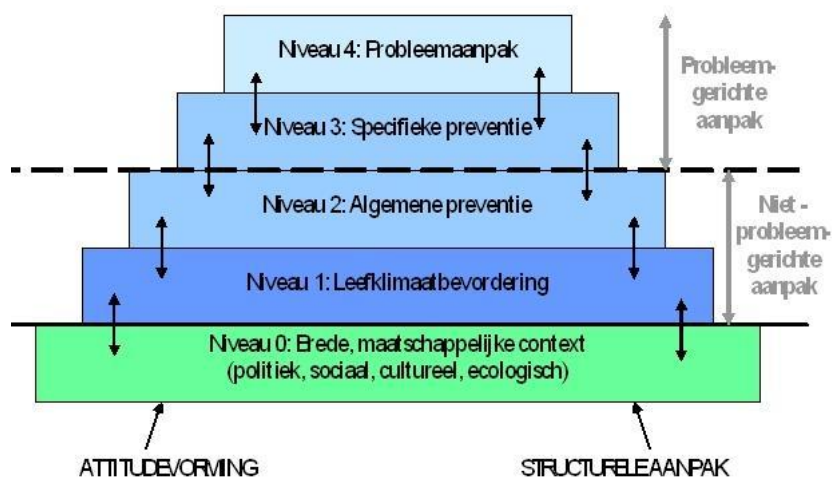 Niveau 4: Probleemaanpak
Probleem-
gerichte
aanpak
Niveau 3: Specifieke preventie
Niveau 2: Algemene preventie
Niet -
probleem-
gerichte
aanpak
Niveau 1: Leefklimaatbevordering
Niveau 0: Brede, maatschappelijke context
(politiek, sociaal, cultureel, ecologisch)
ATTITUDEVORMING
STRUCTURELE AANPAK